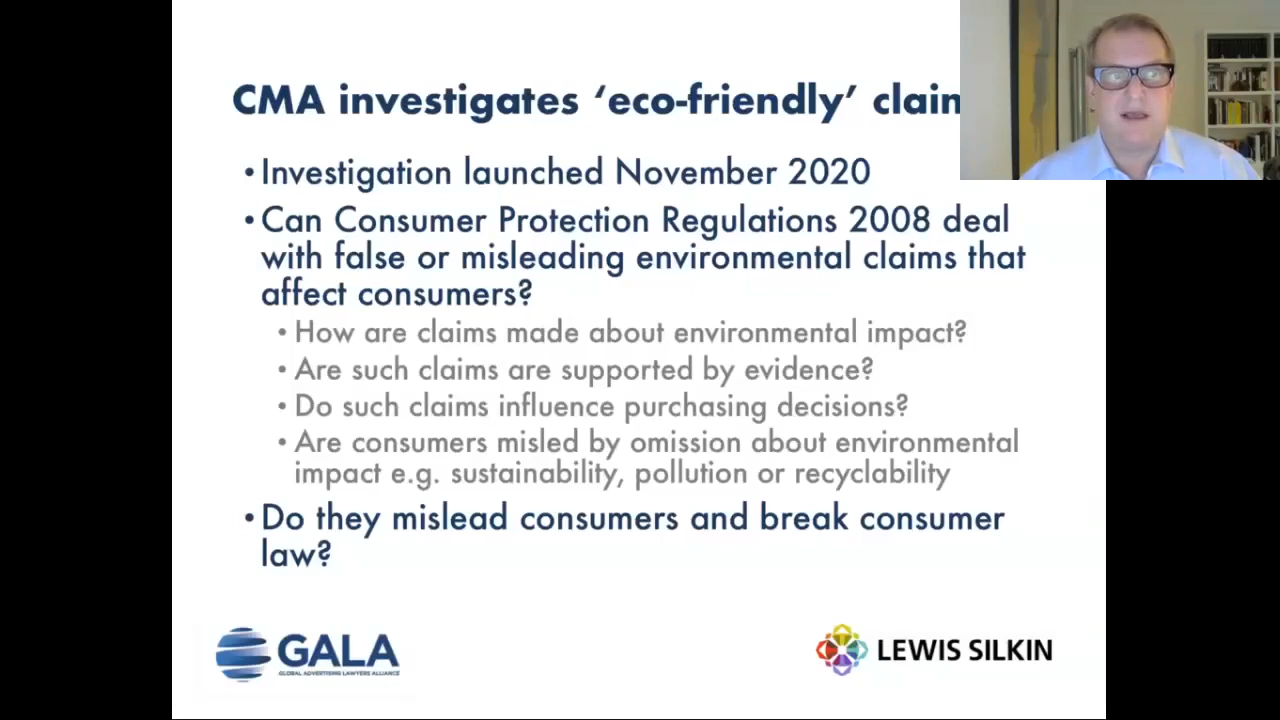 CMA investigates ‘eco-friendly’ claim
• Investigation launched November 2020
• Can Consumer Protection Regulations 2008 deal
with false or misleading environmental claims that
affect consumers?
• How are claims made about environmental impact?
• Are such claims are supported by evidence?
• Do such claims influence purchasing decisions?
• Are consumers misled by omission about environmental
impact e.g. sustainability, pollution or recyclability
• Do they mislead consumers and break consumer
law?
GALA
GLOBAL ADVERTISING LAWYERS ALLIANCE
LEWIS SILKIN